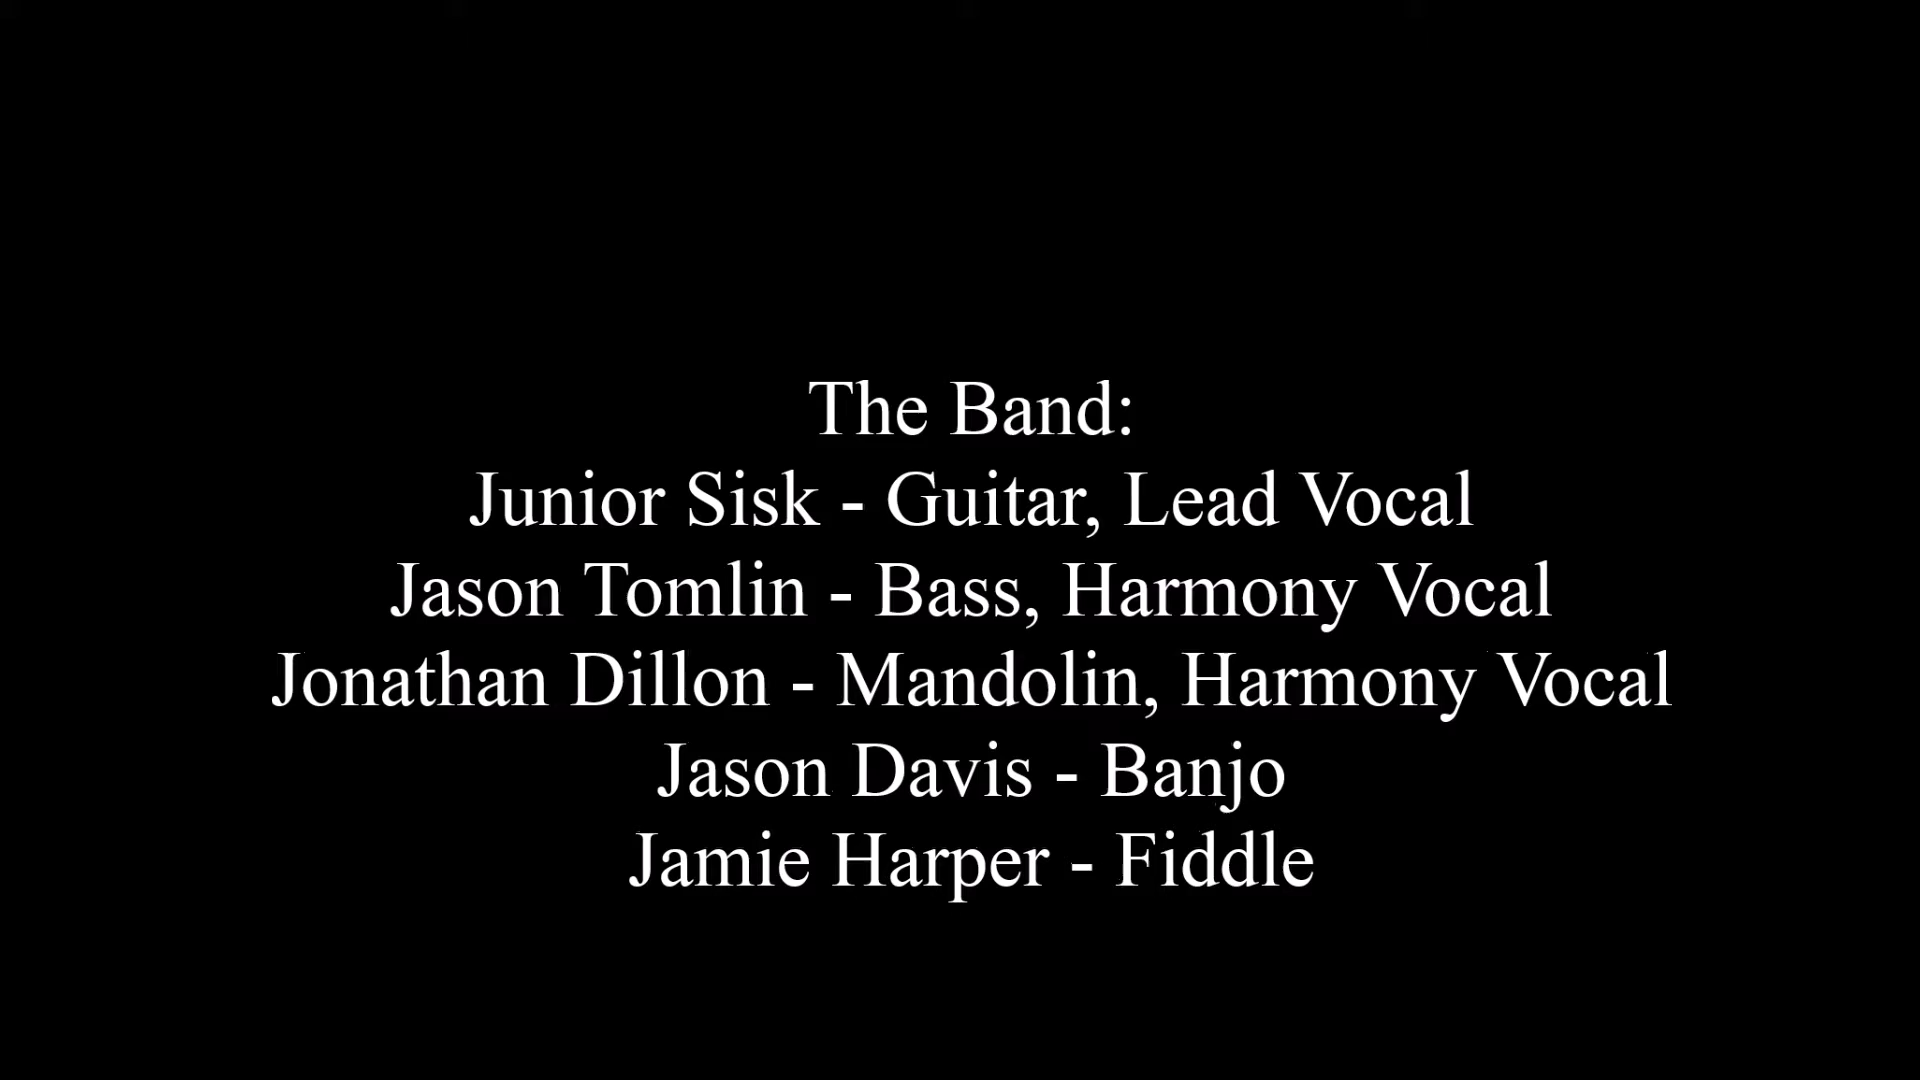 The Band:
Junior Sisk - Guitar, Lead Vocal
Jason Tomlin - Bass, Harmony Vocal
Jonathan Dillon - Mandolin, Harmony Vocal
Jason Davis - Banjo
Jamie Harper - Fiddle